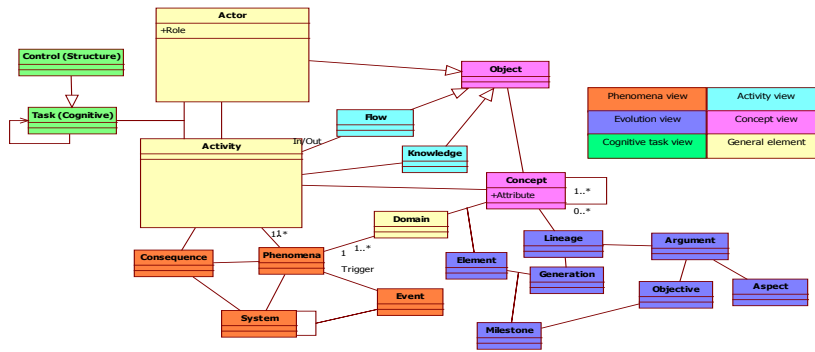 Actor
+Role
Control (Structure)
Object
Phenomena view
Activity view
Flow
Evolution view
Concept view
Task (Cognitive)
In/Out
Activity
Cognitive task view
General element
Knowledge
Concept
+Attribute
1..*
0..*
Domain
1
1*
1
1..*
Lineage
Argument
Consequence
Phenomena
Element
Trigger
Generation
Objective
Aspect
Event
System
Milestone